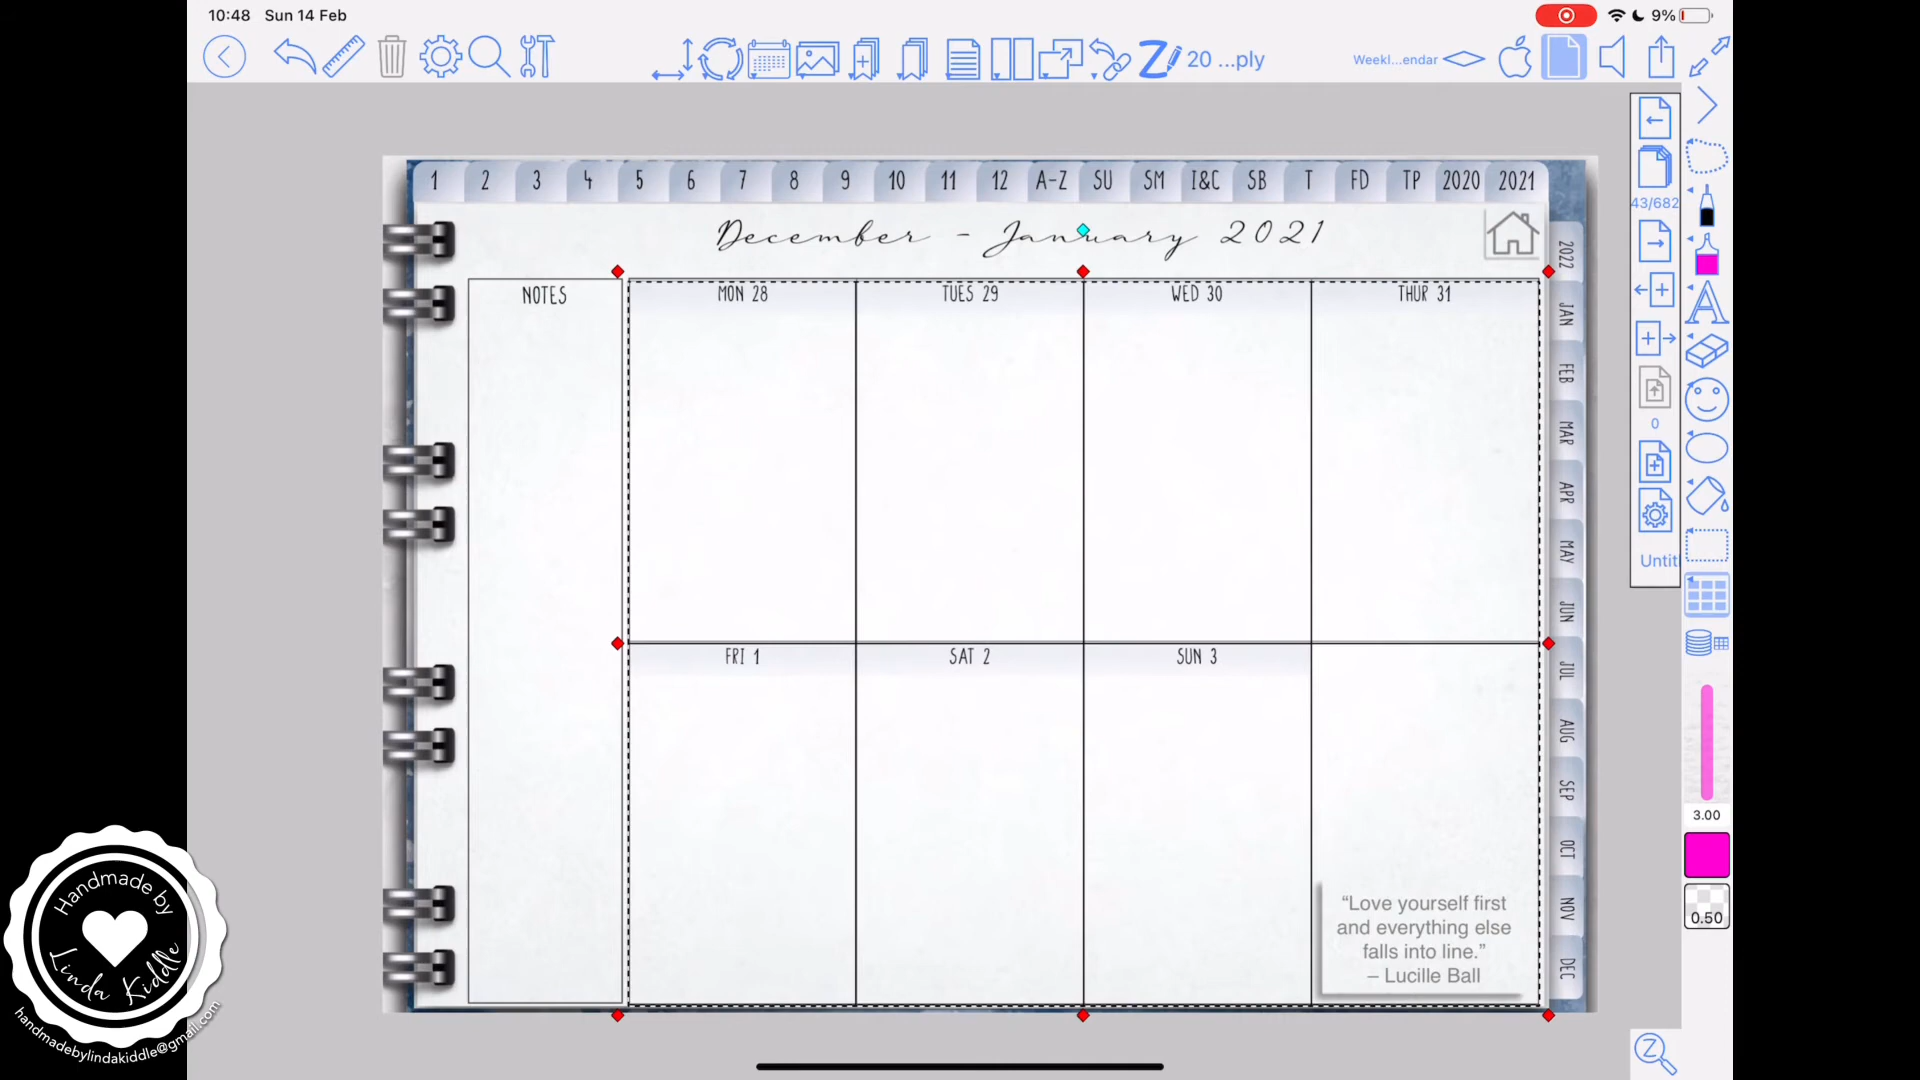 10:48 Sun 14 Feb
9%
20 ...ply
Weekl...endar
1 2 3 4 5 6 7 8 9 10 11 12 A-Z SU SM I&C SB T FD TP 2020 2021
December - January 2021
NOTES
MON 28 TUES 29 WED 30 THUR 31
FRI 1 SAT 2 SUN 3
“Love yourself first
and everything else
falls into line.”
– Lucille Ball
2022
JAN
FEB
MAR
APR
MAY
JUN
JUL
AUG
SEP
OCT
NOV
DEC
43/682
0
Untit
3.00
0.50
Handmade by
Linda Kiddle
handmadebylindakiddle@gmail.com